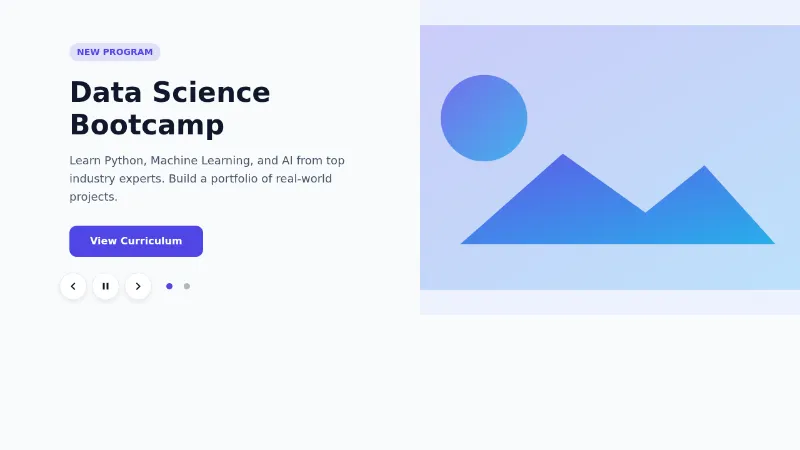 NEW PROGRAM
Data Science
Bootcamp
Learn Python, Machine Learning, and AI from top
industry experts. Build a portfolio of real-world
projects.
View Curriculum